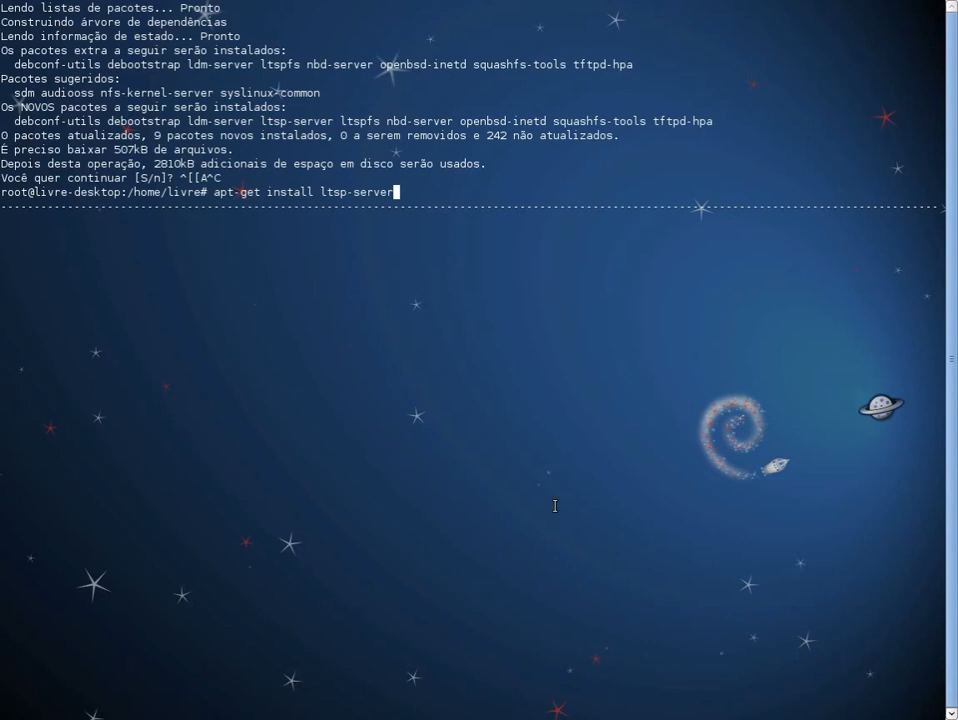 Lendo listas de pacotes... Pronto
Construindo árvore de dependências
Lendo informação de estado... Pronto
Os pacotes extra a seguir serão instalados:
debconf-utils debootstrap ldm-server ltspfs nbd-server openbsd-inetd squashfs-tools tftpd-hpa
Pacotes sugeridos:
sdm audiooss nfs-kernel-server syslinux-common
Os NOVOS pacotes a seguir serão instalados:
debconf-utils debootstrap ldm-server ltsp-server ltspfs nbd-server openbsd-inetd squashfs-tools tftpd-hpa
0 pacotes atualizados, 9 pacotes novos instalados, 0 a serem removidos e 242 não atualizados.
É preciso baixar 507kB de arquivos.
Depois desta operação, 2810kB adicionais de espaço em disco serão usados.
Você quer continuar [S/n]? ^[[A^C
root@livre-desktop:/home/livre# apt-get install ltsp-server